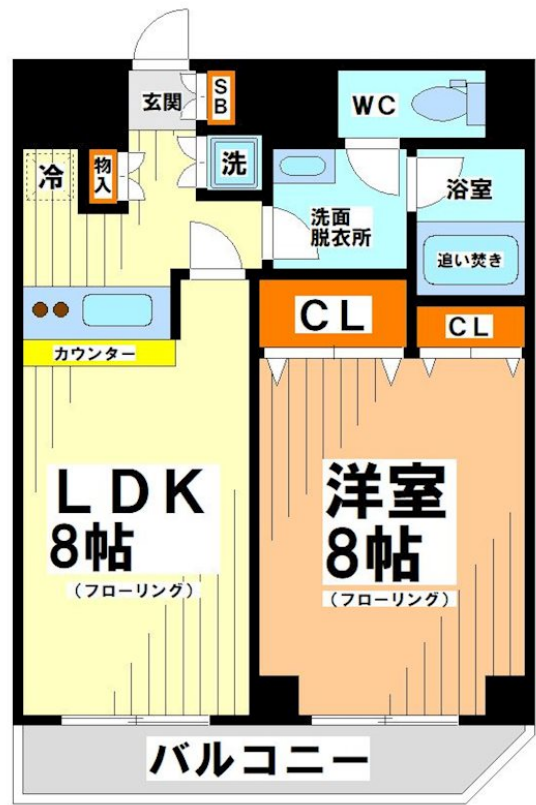 玄関
SB
WC
冷
物入
洗
洗面
脱衣所
浴室
追い焚き
CL
CL
カウンター
LDK
8帖
(フローリング)
洋室
8帖
(フローリング)
バルコニー